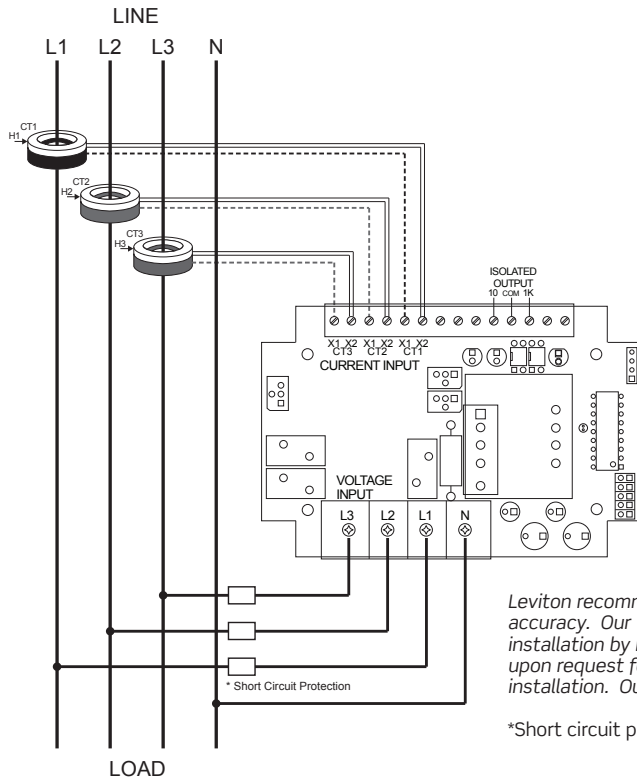 LINE
L1 L2 L3 N
CT1
H1
CT2
H2
CT3
H3
ISOLATED
OUTPUT
10 COM 1K
X1 X2 X1 X2 X1 X2
CT3 CT2 CT1
CURRENT INPUT
VOLTAGE
INPUT
L3 L2 L1 N
* Short Circuit Protection
LOAD
Leviton
accuracy. Our
installation by
upon request
installation.
*Short circuit